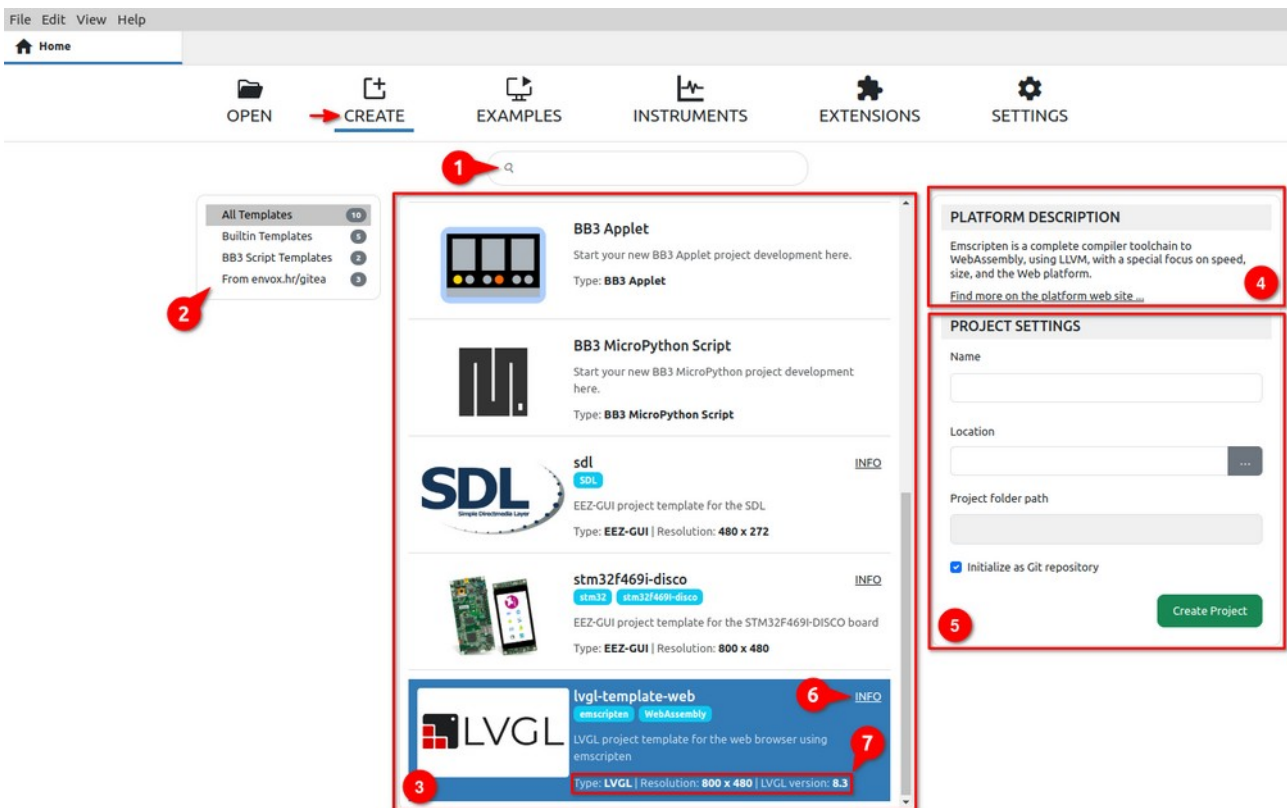 File Edit View Help
Home
OPEN CREATE EXAMPLES INSTRUMENTS EXTENSIONS SETTINGS
1
All Templates 10
Builtin Templates 5
BB3 Script Templates 2
From envox.hr/gitea 3
2
BB3 Applet
Start your new BB3 Applet project development here.
Type: BB3 Applet
BB3 MicroPython Script
Start your new BB3 MicroPython project development
here.
Type: BB3 MicroPython Script
SDL
Simple Directmedia Layer
sdl INFO
SDL
EEZ-GUI project template for the SDL
Type: EEZ-GUI | Resolution: 480 x 272
stm32f469i-disco INFO
stm32 stm32f469I-disco
EEZ-GUI project template for the STM32F469I-DISCO board
Type: EEZ-GUI | Resolution: 800 x 480
LVGL
lvgl-template-web 6 INFO
emscripten WebAssembly
LVGL project template for the web browser using
emscripten
7
Type: LVGL | Resolution: 800 x 480 | LVGL version: 8.3
3
PLATFORM DESCRIPTION
Emscripten is a complete compiler toolchain to
WebAssembly, using LLVM, with a special focus on speed,
size, and the Web platform.
Find more on the platform web site ...
4
PROJECT SETTINGS
Name
Location
...
Project folder path
Initialize as Git repository
Create Project
5